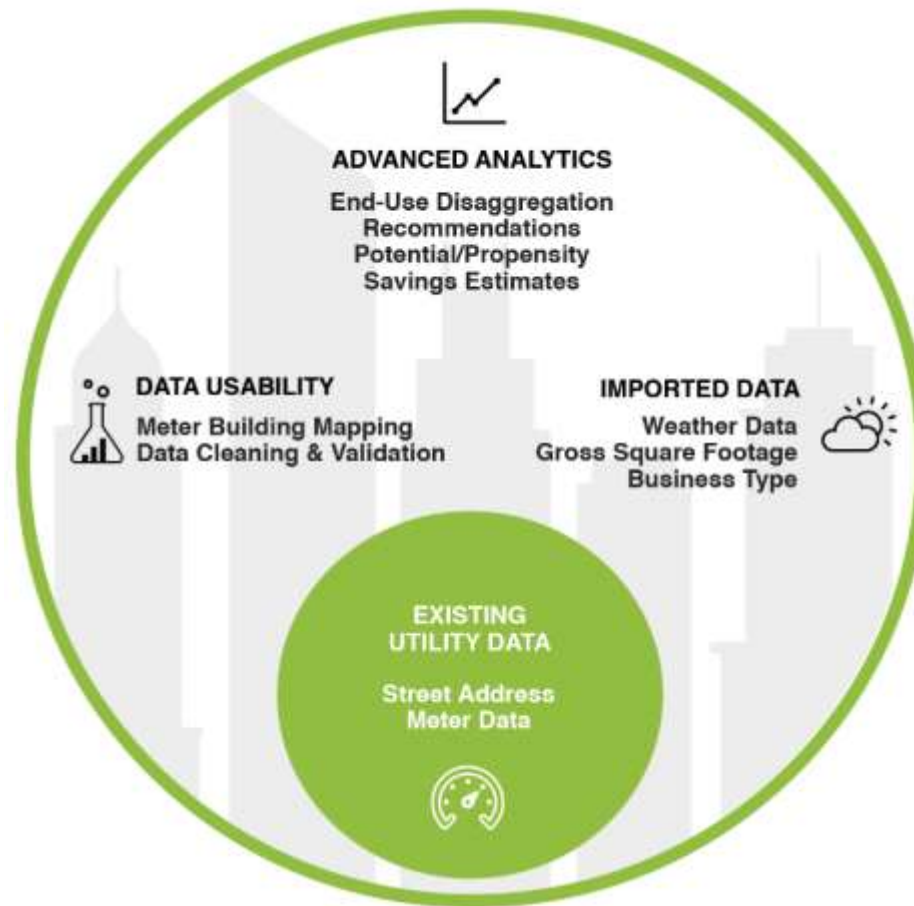 ADVANCED ANALYTICS
End-Use Disaggregation
Recommendations
Potential/Propensity
Savings Estimates
DATA USABILITY
Meter Building Mapping
Data Cleaning & Validation
IMPORTED DATA
Weather Data
Gross Square Footage
Business Type
EXISTING
UTILITY DATA
Street Address
Meter Data